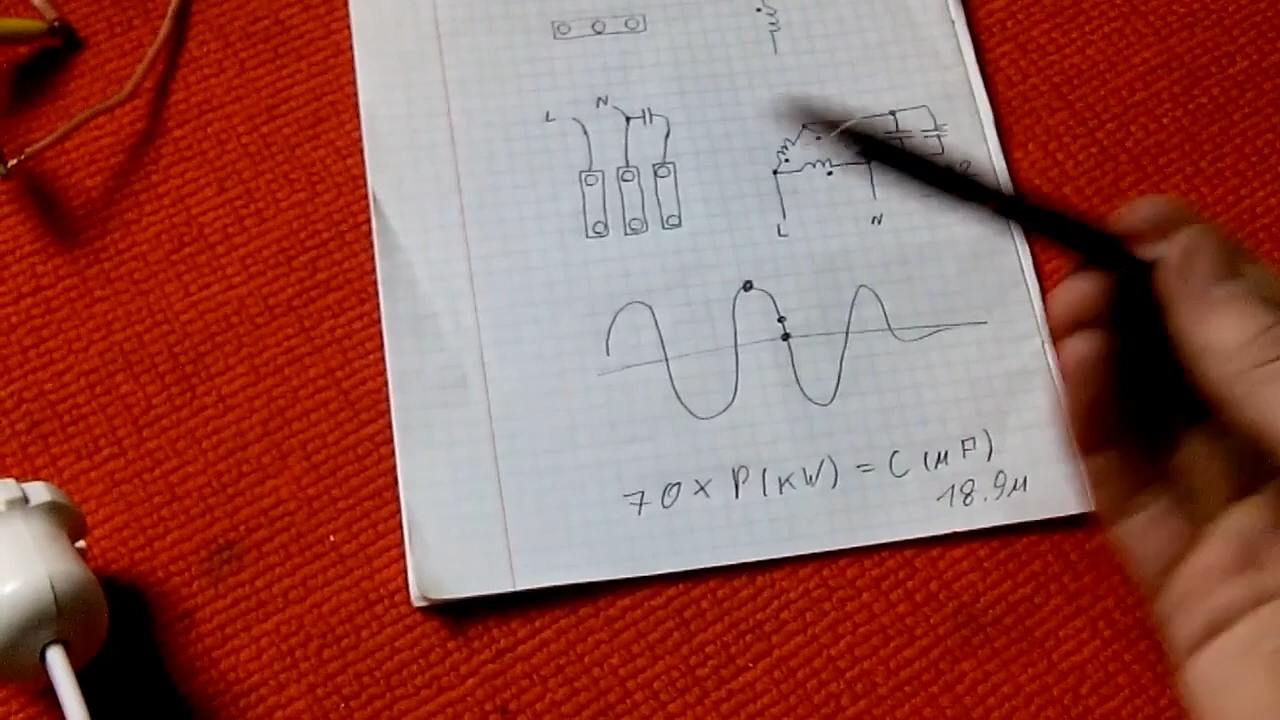 L N
L N
70 × P(KW) = C(µF)
18.9µ